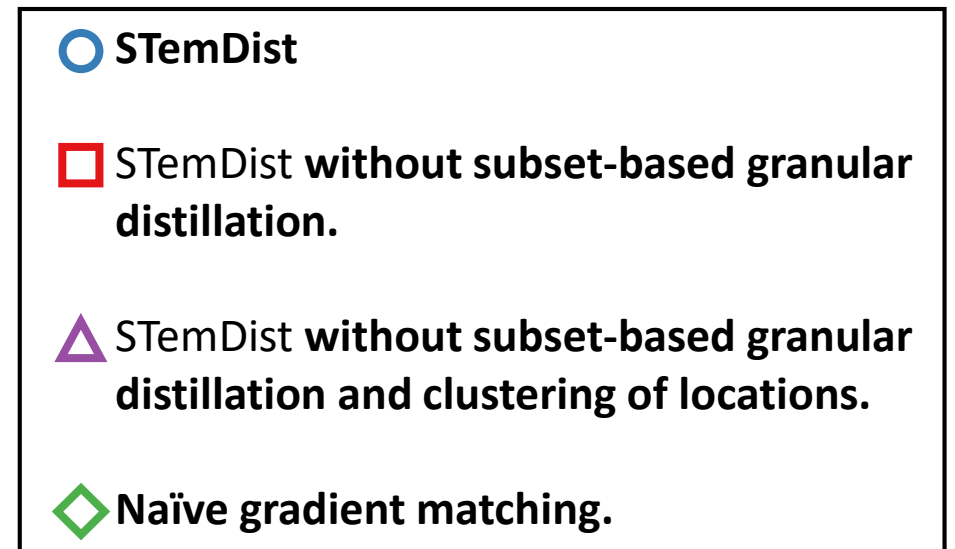 STemDist
STemDist without subset-based granular
distillation.
STemDist without subset-based granular
distillation and clustering of locations.
Naïve gradient matching.